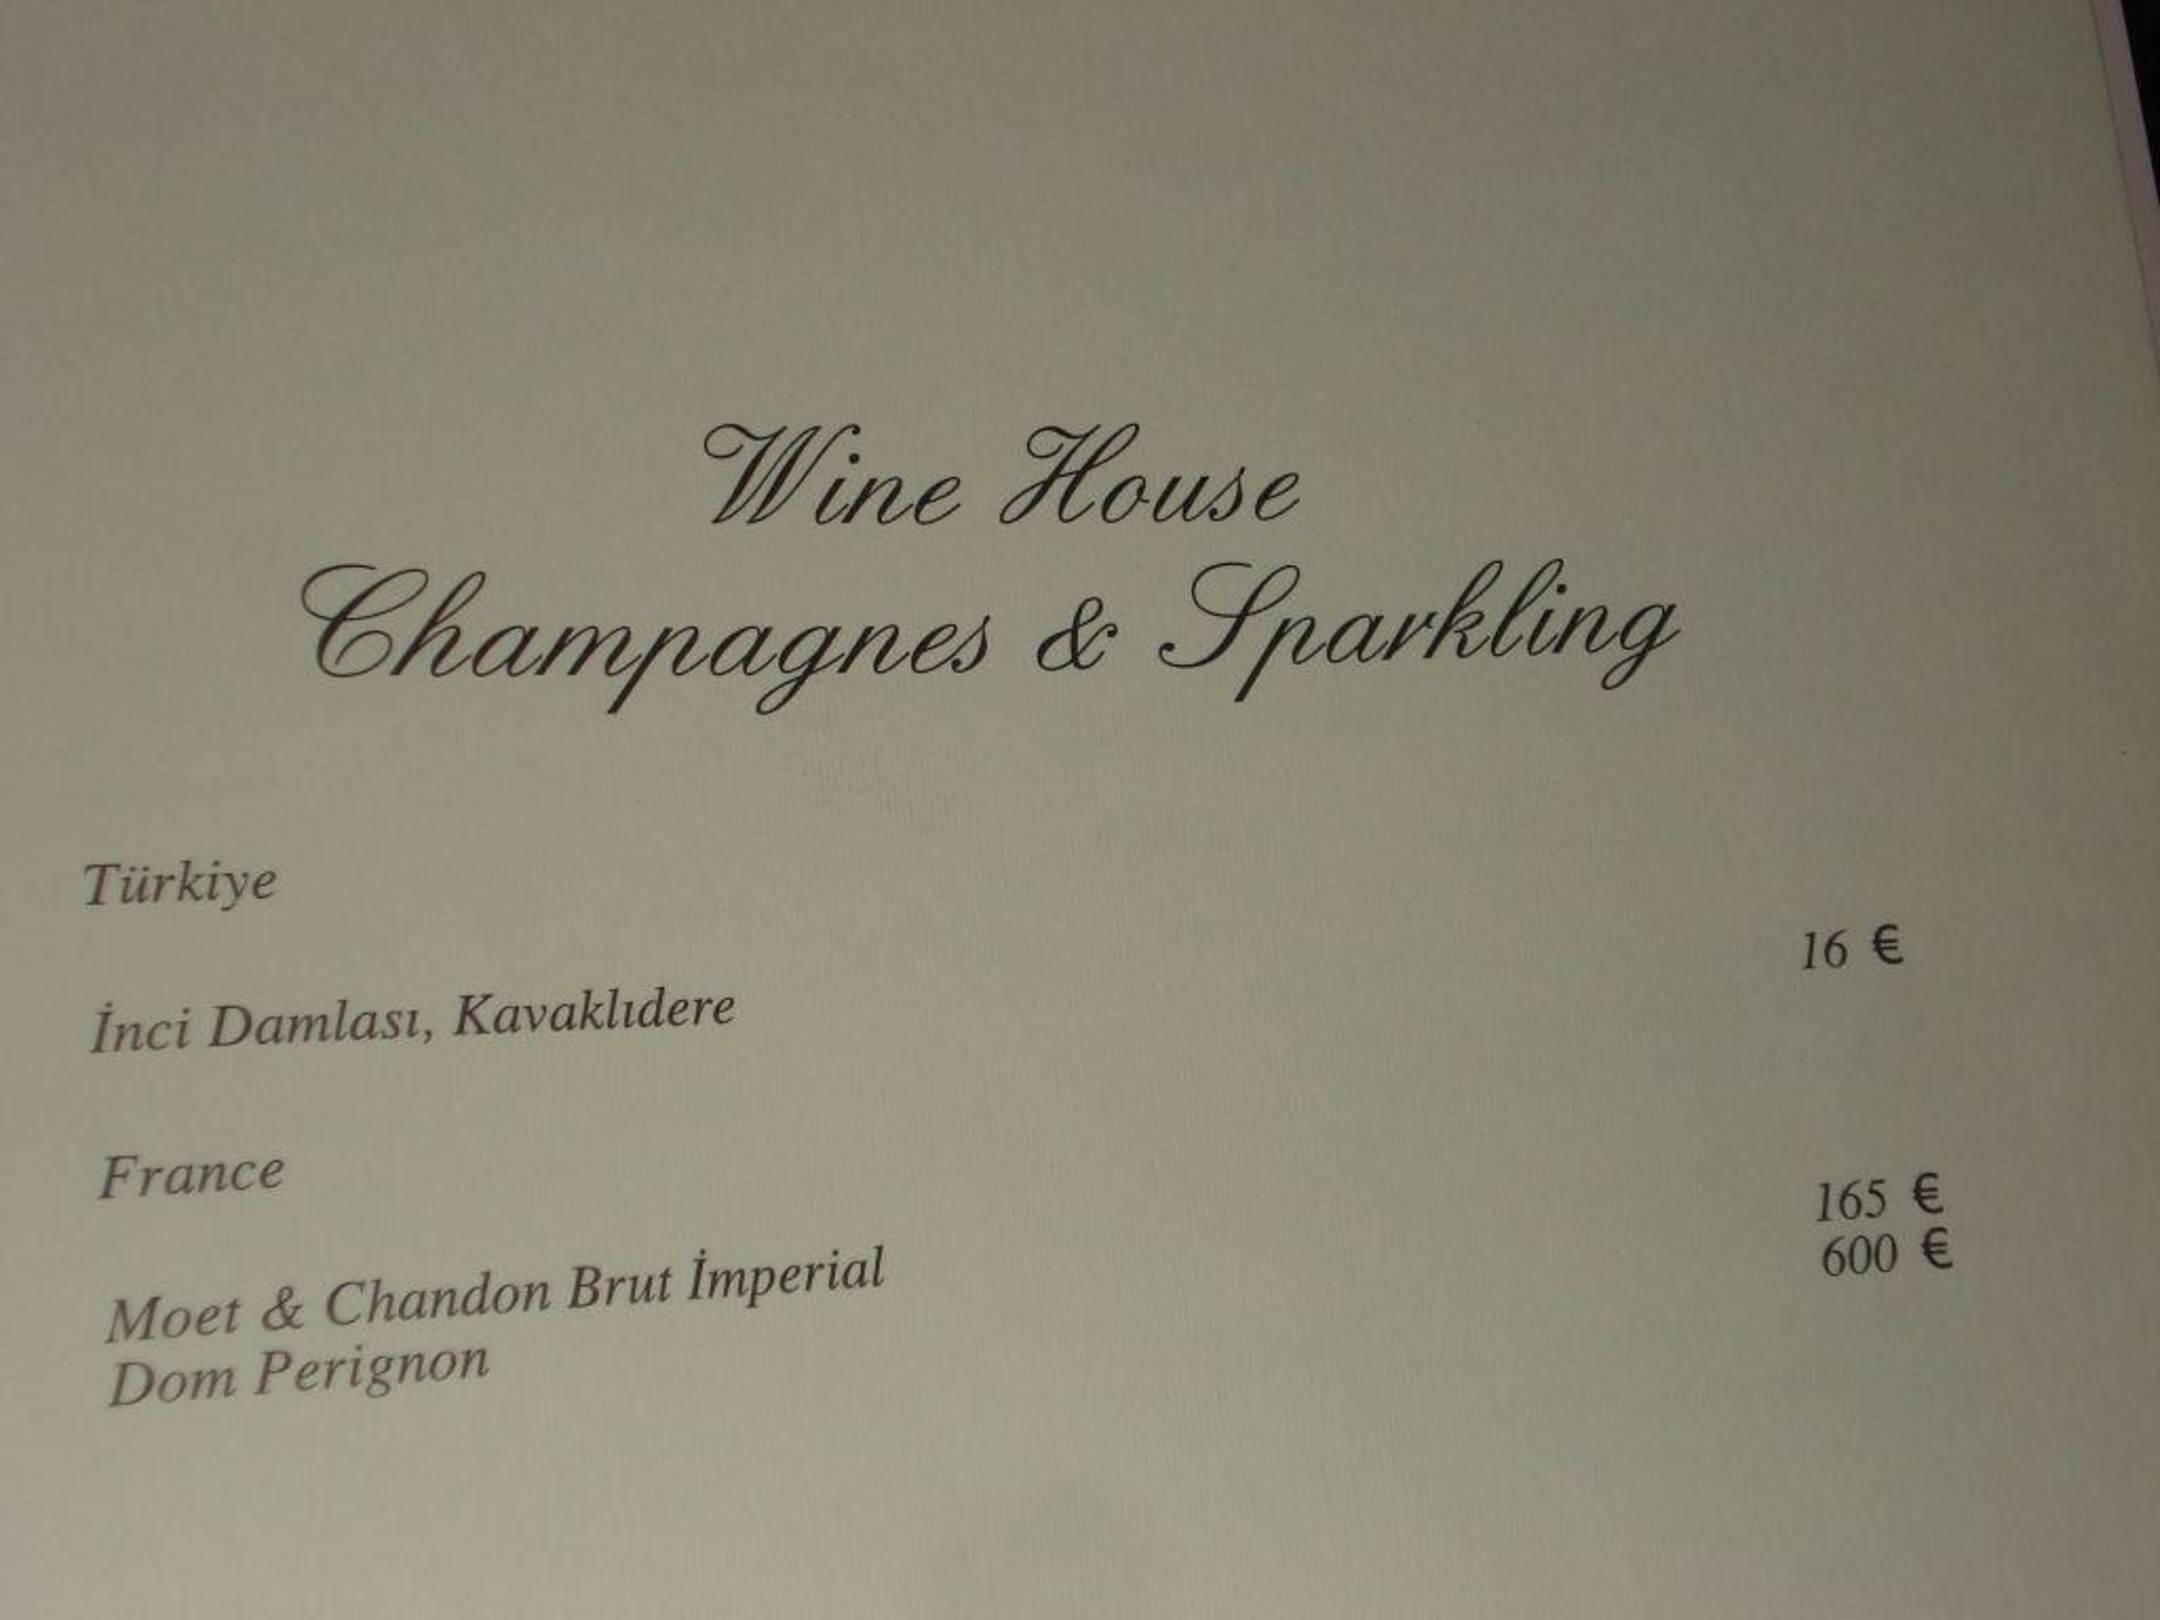 Wine House
Champagnes & Sparkling
Türkiye
İnci Damlası, Kavaklıdere 16 €
France
Moet & Chandon Brut İmperial 165 €
Dom Perignon 600 €